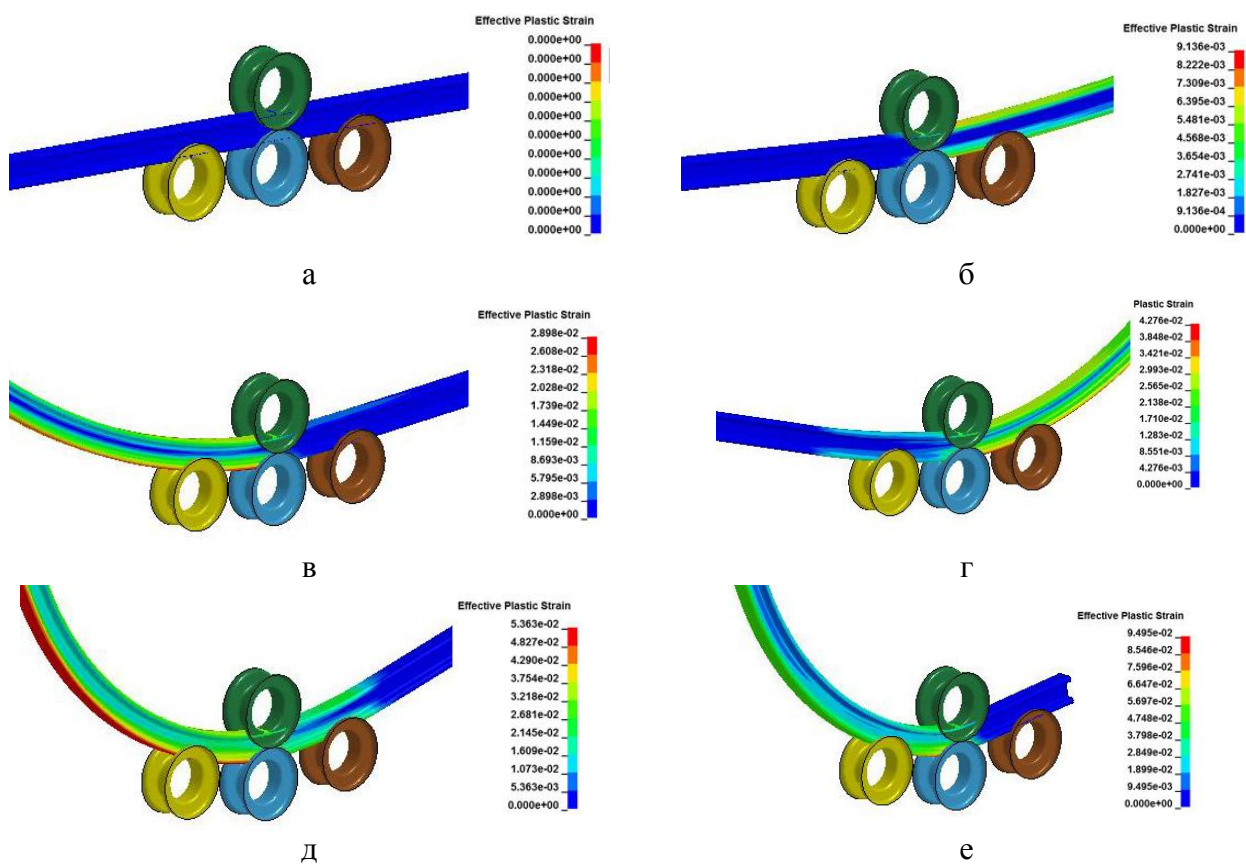 Effective Plastic Strain
0.000e+00
0.000e+00
0.000e+00
0.000e+00
0.000e+00
0.000e+00
0.000e+00
0.000e+00
0.000e+00
0.000e+00
0.000e+00
а
Effective Plastic Strain
9.136e-03
8.222e-03
7.309e-03
6.395e-03
5.481e-03
4.568e-03
3.654e-03
2.741e-03
1.827e-03
9.136e-04
0.000e+00
б
Effective Plastic Strain
2.898e-02
2.608e-02
2.318e-02
2.028e-02
1.739e-02
1.449e-02
1.159e-02
8.693e-03
5.795e-03
2.898e-03
0.000e+00
в
Plastic Strain
4.276e-02
3.848e-02
3.421e-02
2.993e-02
2.565e-02
2.138e-02
1.710e-02
1.283e-02
8.551e-03
4.276e-03
0.000e+00
г
Effective Plastic Strain
5.363e-02
4.827e-02
4.290e-02
3.754e-02
3.218e-02
2.681e-02
2.145e-02
1.609e-02
1.073e-02
5.363e-03
0.000e+00
д
Effective Plastic Strain
9.495e-02
8.546e-02
7.596e-02
6.647e-02
5.697e-02
4.748e-02
3.798e-02
2.849e-02
1.899e-02
9.495e-03
0.000e+00
е